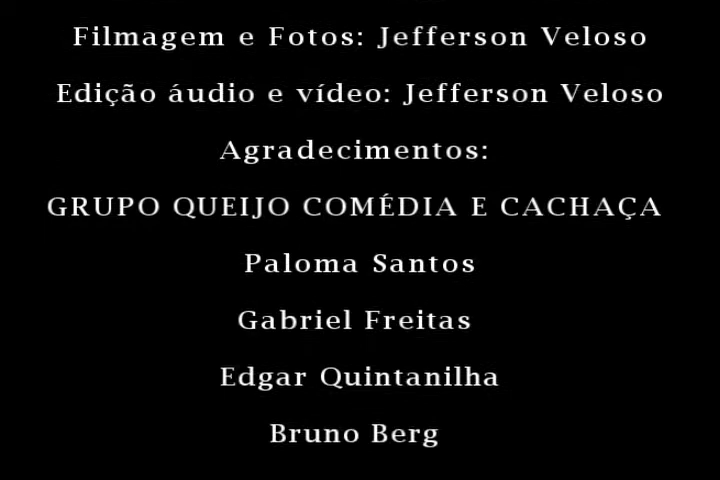 Filmagem e Fotos: Jefferson Veloso
Edição áudio e vídeo: Jefferson Veloso
Agradecimentos:
GRUPO QUEIJO COMÉDIA E CACHAÇA
Paloma Santos
Gabriel Freitas
Edgar Quintanilha
Bruno Berg